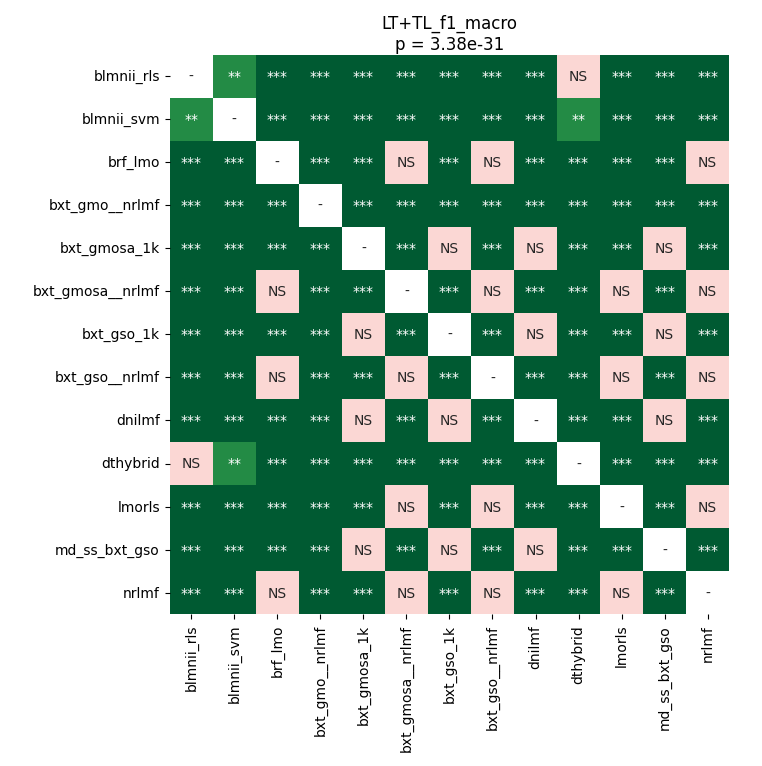 LT+TL_f1_macro
p = 3.38e-31
blmnii_rls - ** *** *** *** *** *** *** *** NS *** *** ***
blmnii_svm ** - *** *** *** *** *** *** *** ** *** *** ***
brf_lmo *** *** - *** *** NS *** NS *** *** *** *** NS
bxt_gmo__nrlmf *** *** *** - *** *** *** *** *** *** *** *** ***
bxt_gmosa_1k *** *** *** *** - *** NS *** NS *** *** NS ***
bxt_gmosa__nrlmf *** *** NS *** *** - *** NS *** *** NS *** NS
bxt_gso_1k *** *** *** *** NS *** - *** NS *** *** NS ***
bxt_gso__nrlmf *** *** NS *** *** NS *** - *** *** NS *** NS
dnilmf *** *** *** *** NS *** NS *** - *** *** NS ***
dthybrid NS ** *** *** *** *** *** *** *** - *** *** ***
lmorls *** *** *** *** *** NS *** NS *** *** - *** NS
md_ss_bxt_gso *** *** *** *** NS *** NS *** NS *** *** - ***
nrlmf *** *** NS *** *** NS *** NS *** *** NS *** -
blmnii_rls
blmnii_svm
brf_lmo
bxt_gmo__nrlmf
bxt_gmosa_1k
bxt_gmosa__nrlmf
bxt_gso_1k
bxt_gso__nrlmf
dnilmf
dthybrid
lmorls
md_ss_bxt_gso
nrlmf